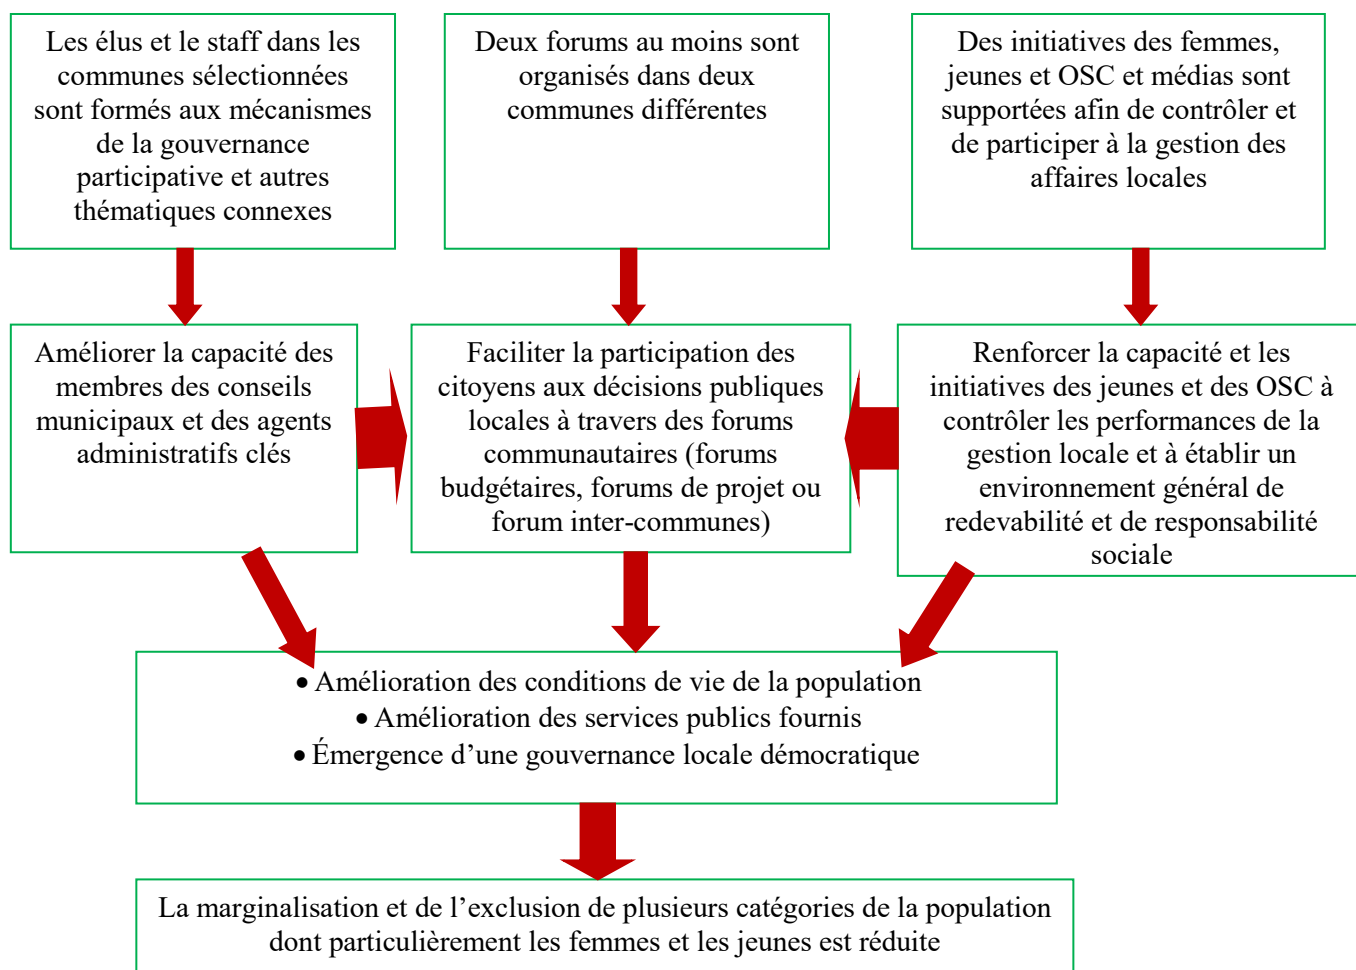 Les élus et le staff dans les
communes sélectionnées
sont formés aux mécanismes
de la gouvernance
participative et autres
thématiques connexes
Deux forums au moins sont
organisés dans deux
communes différentes
Des initiatives des femmes,
jeunes et OSC et médias sont
supportées afin de contrôler et
de participer à la gestion des
affaires locales
Améliorer la capacité des
membres des conseils
municipaux et des agents
administratifs clés
Faciliter la participation des
citoyens aux décisions publiques
locales à travers des forums
communautaires (forums
budgétaires, forums de projet ou
forum inter-communes)
Renforcer la capacité et les
initiatives des jeunes et des OSC à
contrôler les performances de la
gestion locale et à établir un
environnement général de
redevabilité et de responsabilité
sociale
• Amélioration des conditions de vie de la population
• Amélioration des services publics fournis
• Émergence d’une gouvernance locale démocratique
La marginalisation et de l’exclusion de plusieurs catégories de la population
dont particulièrement les femmes et les jeunes est réduite